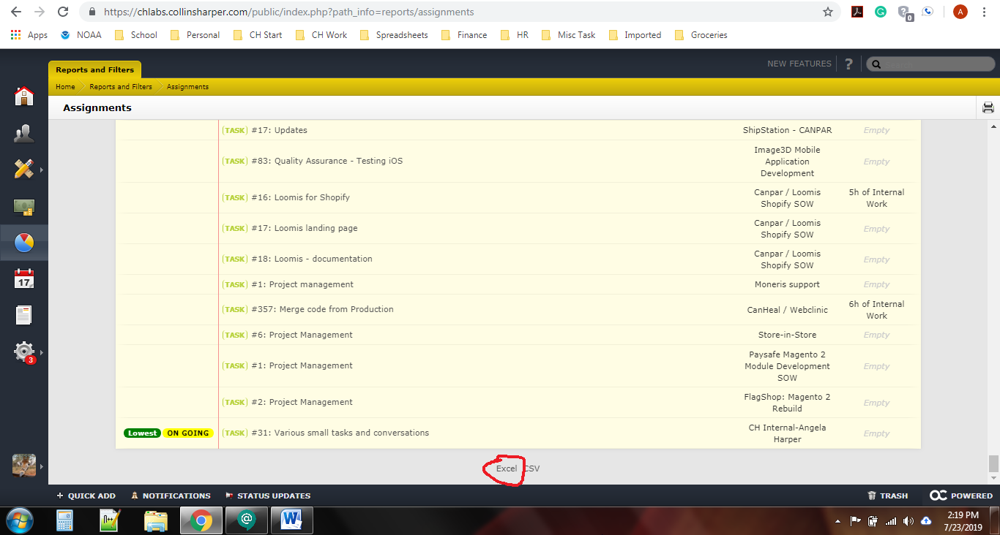 https://chlabs.collinsharper.com/public/index.php?path_info=reports/assignments
A
0
Apps NOAA School Personal CH Start CH Work Spreadsheets Finance HR Misc Task Imported Groceries
Reports and Filters
NEW FEATURES ? Search
Home Reports and Filters Assignments
Assignments
[TASK] #17: Updates ShipStation - CANPAR Empty
[TASK] #83: Quality Assurance - Testing iOS Image3D Mobile Application Development Empty
[TASK] #16: Loomis for Shopify Canpar / Loomis Shopify SOW 5h of Internal Work
[TASK] #17: Loomis landing page Canpar / Loomis Shopify SOW Empty
[TASK] #18: Loomis - documentation Canpar / Loomis Shopify SOW Empty
[TASK] #1: Project management Moneris support Empty
[TASK] #357: Merge code from Production CanHeal / Webclinic 6h of Internal Work
[TASK] #6: Project Management Store-in-Store Empty
[TASK] #1: Project Management Paysafe Magento 2 Module Development SOW Empty
[TASK] #2: Project Management FlagShop: Magento 2 Rebuild Empty
Lowest ON GOING [TASK] #31: Various small tasks and conversations CH Internal-Angela Harper Empty
17
3
Excel CSV
+ QUICK ADD NOTIFICATIONS STATUS UPDATES TRASH POWERED
2:19 PM
7/23/2019